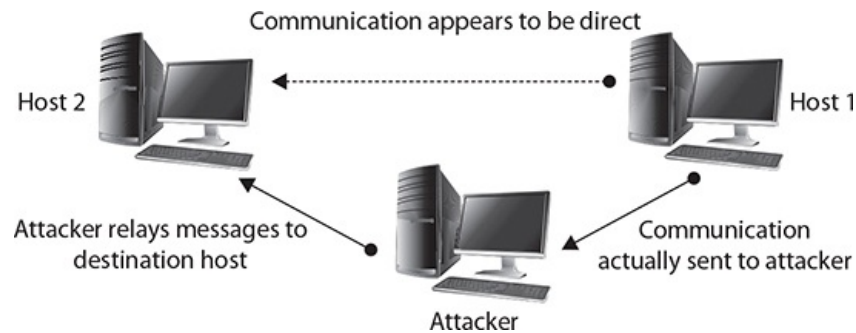 Communication appears to be direct
Host 2
Host 1
Attacker relays messages to
destination host
Communication
actually sent to attacker
Attacker